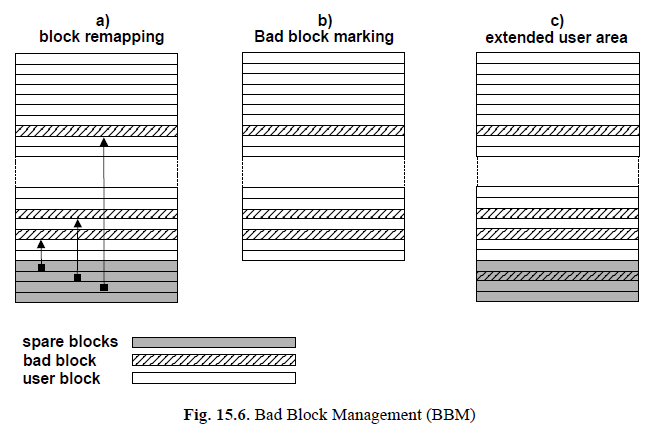 a)
block remapping
b)
Bad block marking
c)
extended user area
spare blocks
bad block
user block
Fig. 15.6. Bad Block Management (BBM)